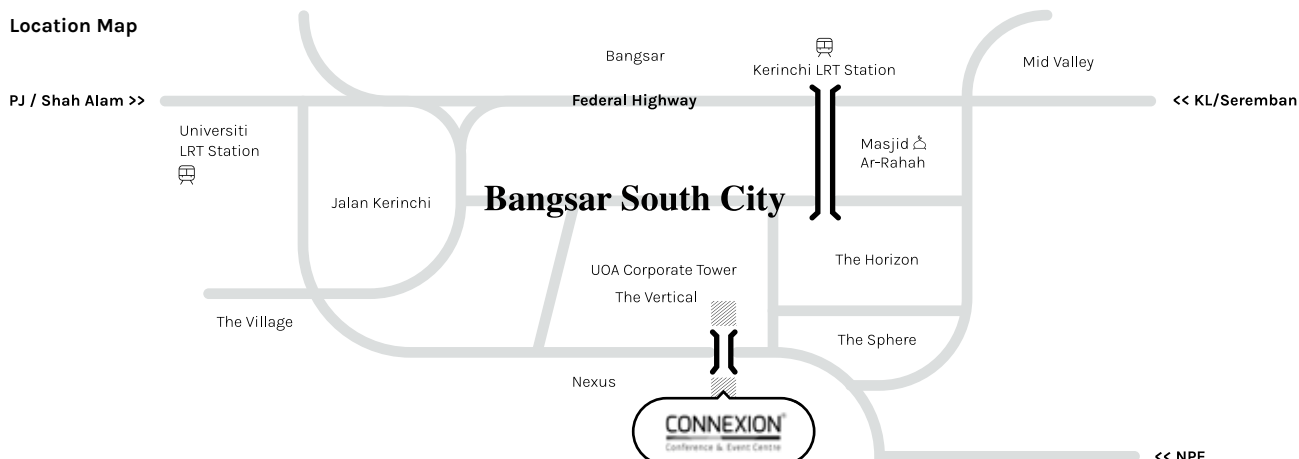 Location Map
Bangsar
Kerinchi LRT Station
Mid Valley
PJ / Shah Alam >>
Federal Highway
<< KL/Seremban
Universiti
LRT Station
Masjid
Ar-Rahah
Jalan Kerinchi
Bangsar South City
The Horizon
UOA Corporate Tower
The Vertical
The Village
The Sphere
Nexus
CONNEXION®
Conference & Event Centre
<< NPE